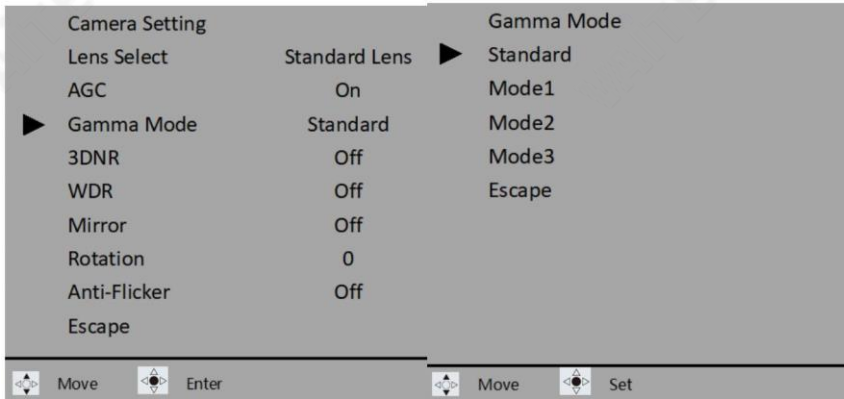 Camera Setting
Lens Select Standard Lens
AGC On
Gamma Mode Standard
3DNR Off
WDR Off
Mirror Off
Rotation 0
Anti-Flicker Off
Escape
Move Enter
Gamma Mode
Standard
Mode1
Mode2
Mode3
Escape
Move Set